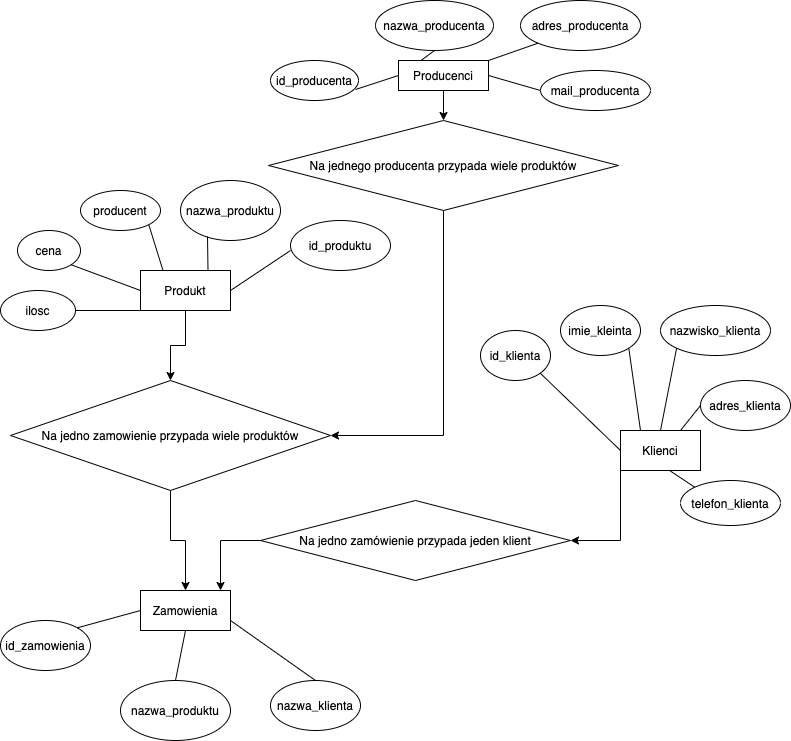 nazwa_producenta
adres_producenta
id_producenta
Producenci
mail_producenta
Na jednego producenta przypada wiele produktów
producent
nazwa_produktu
cena
id_produktu
Produkt
ilosc
imie_kleinta
nazwisko_klienta
id_klienta
adres_klienta
Na jedno zamowienie przypada wiele produktów
Klienci
telefon_klienta
Na jedno zamówienie przypada jeden klient
Zamowienia
id_zamowienia
nazwa_produktu
nazwa_klienta